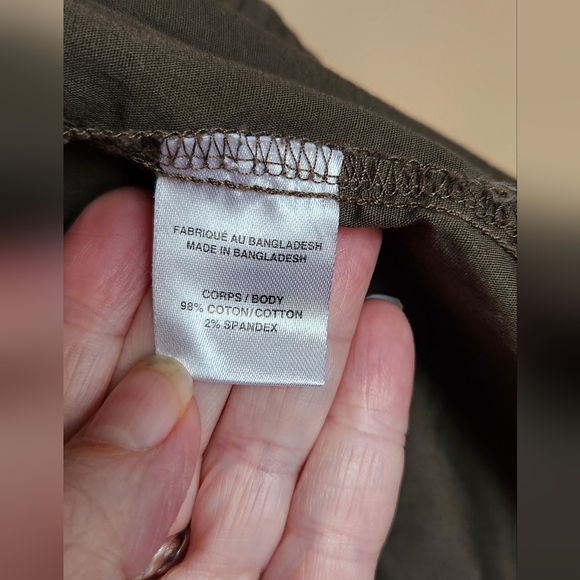 FABRIQUÉ AU BANGLADESH
MADE IN BANGLADESH
CORPS / BODY
98% COTON/COTTON
2% SPANDEX